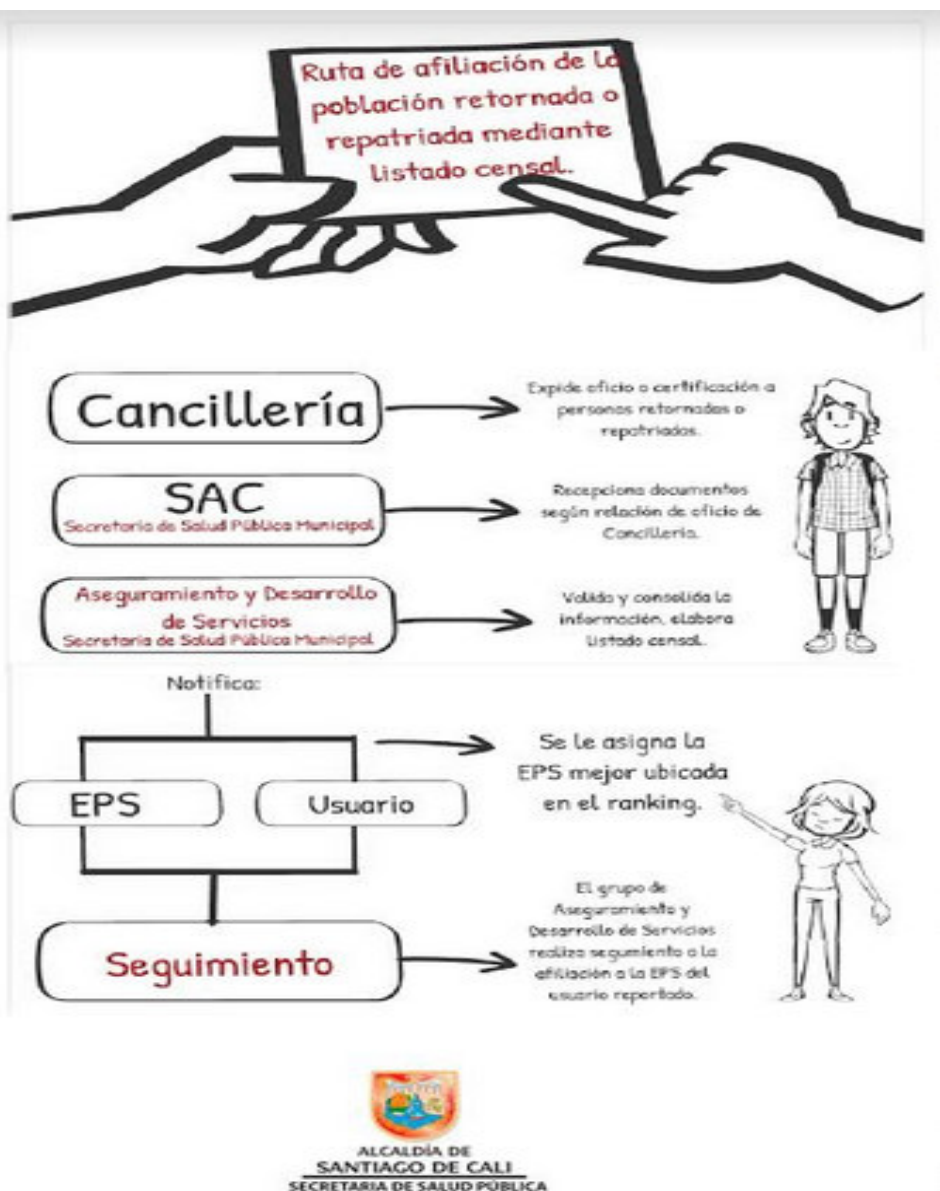 Ruta de afiliación de la
población retornada o
repatriada mediante
listado censal.
Cancillería
Expide oficio o certificación a
personas retornadas o
repatriadas.
SAC
Secretaria de Salud Pública Municipal
Recepciona documentos
según relación de oficio de
Cancillería.
Aseguramiento y Desarrollo
de Servicios
Secretaria de Salud Pública Municipal
Valida y consolida la
información, elabora
listado censal.
Notifica:
EPS
Usuario
Se le asigna la
EPS mejor ubicada
en el ranking.
Seguimiento
El grupo de
Aseguramiento y
Desarrollo de Servicios
realiza seguimiento a la
afiliación a la EPS del
usuario reportado.
ALCALDÍA DE
SANTIAGO DE CALI
SECRETARIA DE SALUD PÚBLICA